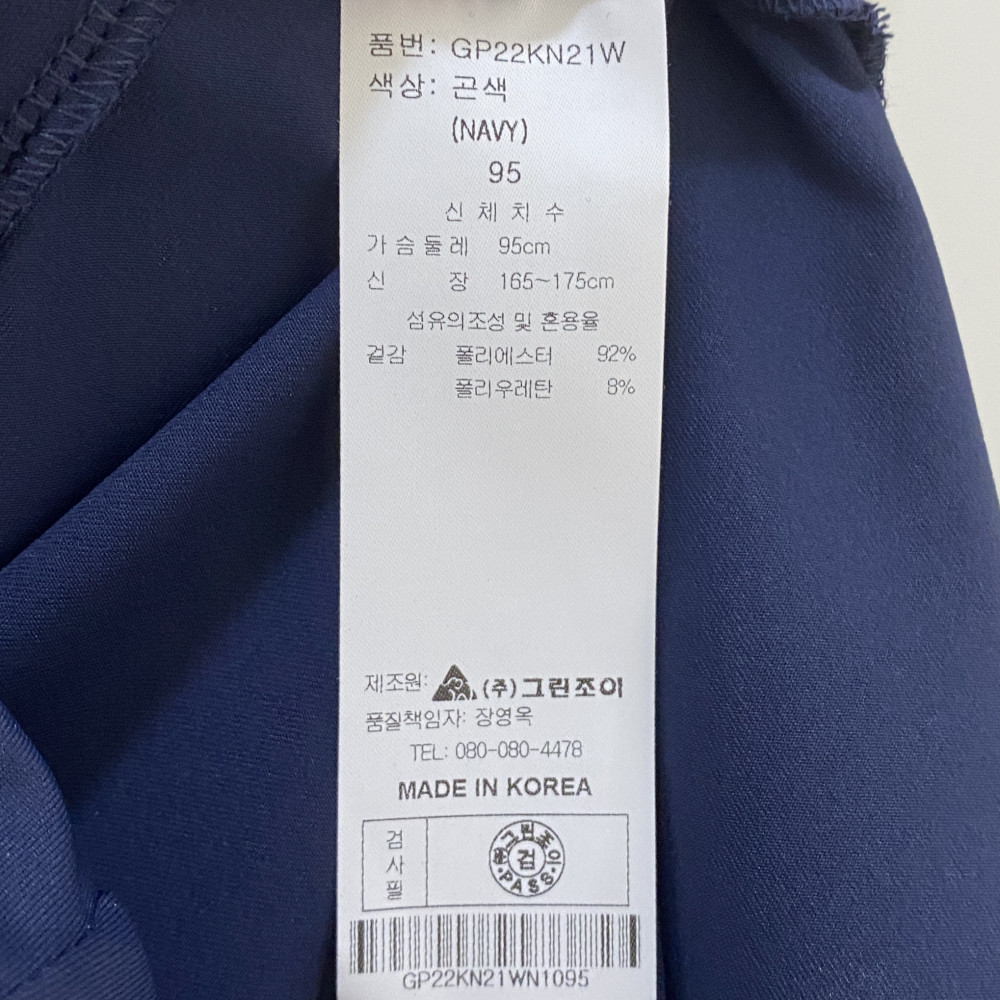 품번: GP22KN21W
색상: 곤색
(NAVY)
95
신 체 치 수
가슴둘레 95cm
신 장 165~175cm
섬유의조성 및 혼용율
겉감 폴리에스터 92%
폴리우레탄 8%
제조원: (주)그린조이
품질책임자: 장영옥
TEL: 080-080-4478
MADE IN KOREA
검사필
그린조이
검
PASS
GP22KN21WN1095